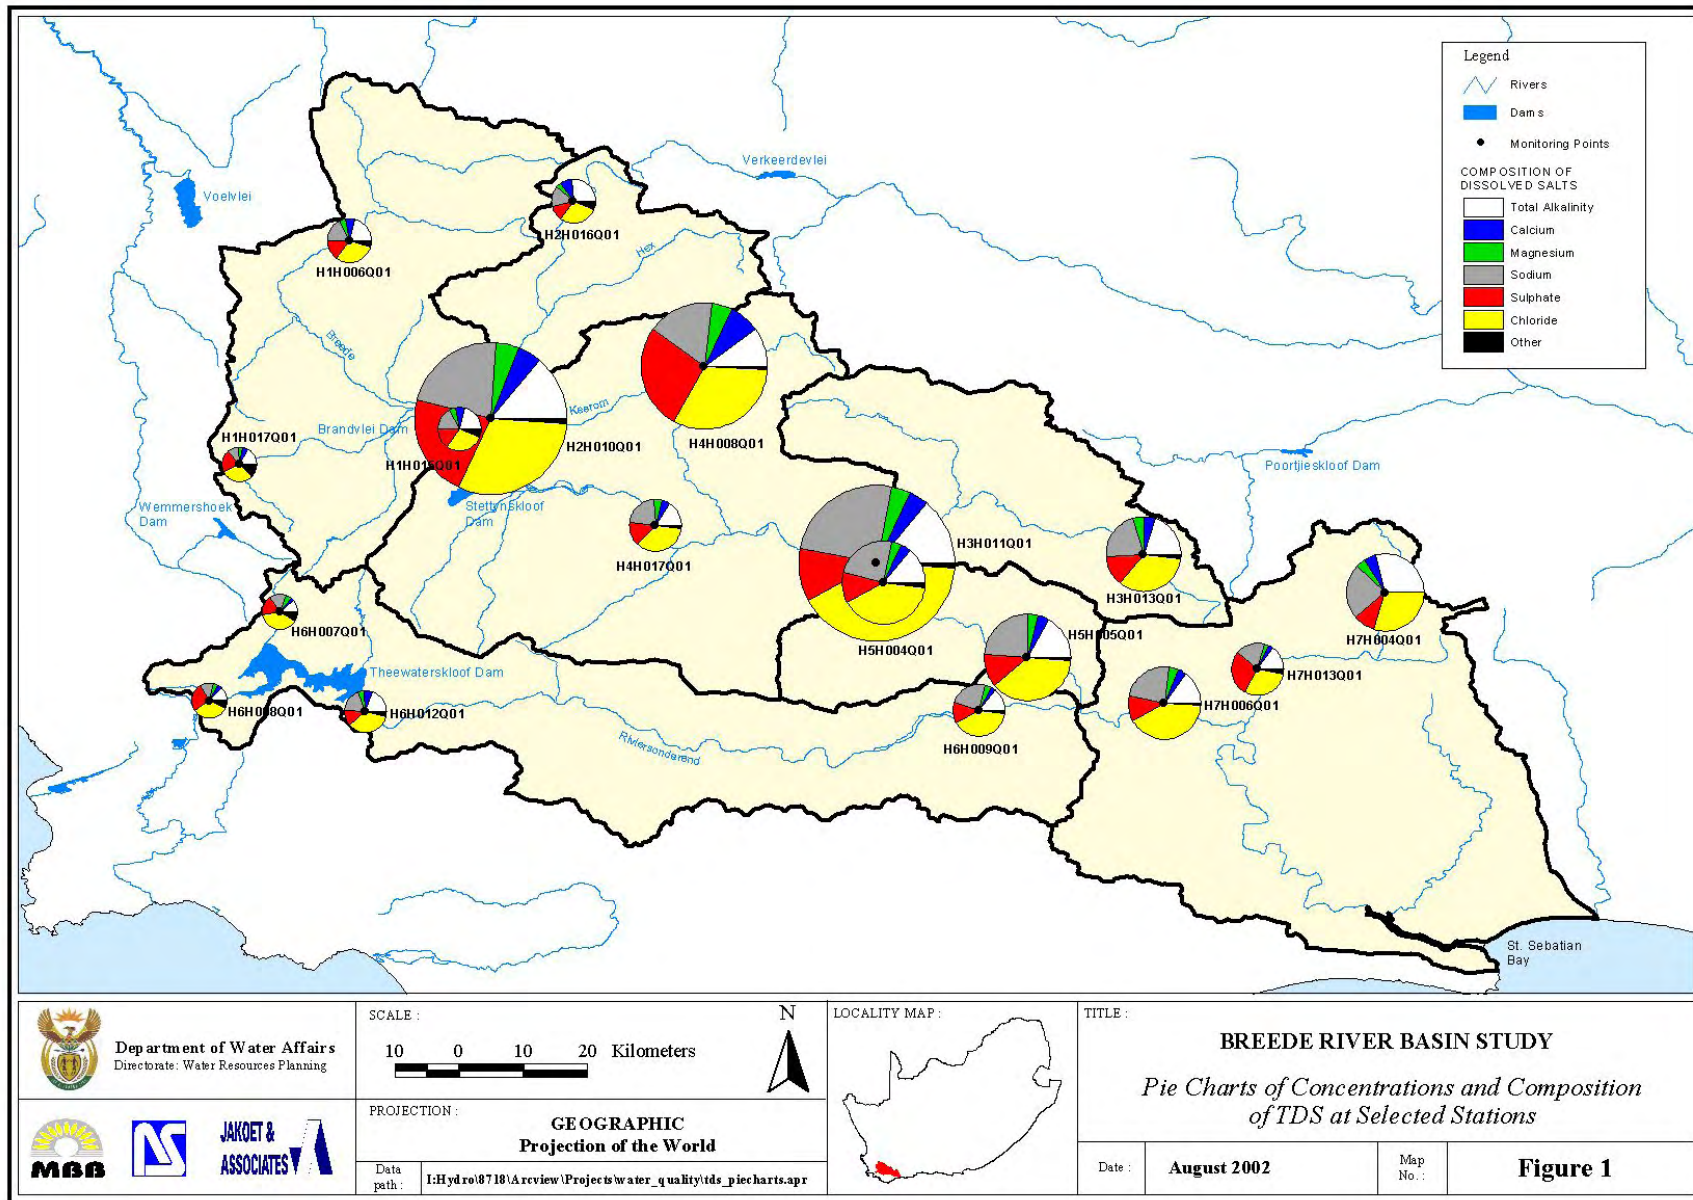 Legend
Rivers
Dams
Monitoring Points
COMPOSITION OF
DISSOLVED SALTS
Total Alkalinity
Calcium
Magnesium
Sodium
Sulphate
Chloride
Other
Verkeerdevlei
Voelvlei
H2H016Q01
H1H006Q01
Hex
Breede
Keerom
H4H008Q01
Brandvlei Dam
H1H017Q01
H2H010Q01
H1H015Q01
Poortjieskloof Dam
Wemmershoek
Dam
Stettynskloof
Dam
H3H011Q01
H4H017Q01
H3H013Q01
H6H007Q01
H5H005Q01
H7H004Q01
H5H004Q01
Theewaterskloof Dam
H7H013Q01
H6H008Q01
H6H012Q01
H7H006Q01
Riviersonderend
H6H009Q01
St. Sebatian
Bay
Department of Water Affairs
Directorate: Water Resources Planning
MBB
NS
JAKOET &
ASSOCIATES
SCALE :
10 0 10 20 Kilometers
N
PROJECTION :
GEOGRAPHIC
Projection of the World
Data
path :
I:\Hydro\8718\Arcview\Projects\water_quality\tds_piecharts.apr
LOCALITY MAP :
TITLE :
BREEDE RIVER BASIN STUDY
Pie Charts of Concentrations and Composition
of TDS at Selected Stations
Date :
August 2002
Map
No. :
Figure 1